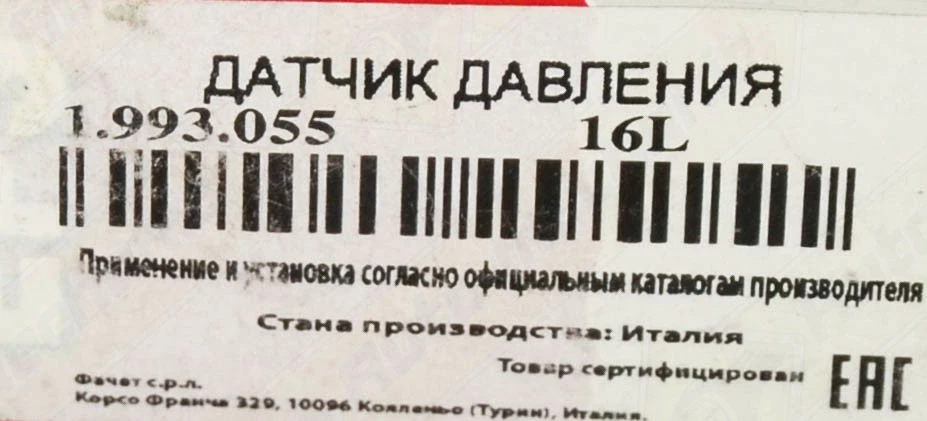 ДАТЧИК ДАВЛЕНИЯ
1.993.055 16L
Применение и установка согласно официальным каталогам производителя
Стана производства: Италия
Товар сертифицирован EAC
Фачет с.р.л.
Корсо Франча 329, 10096 Колленьо (Турин), Италия.